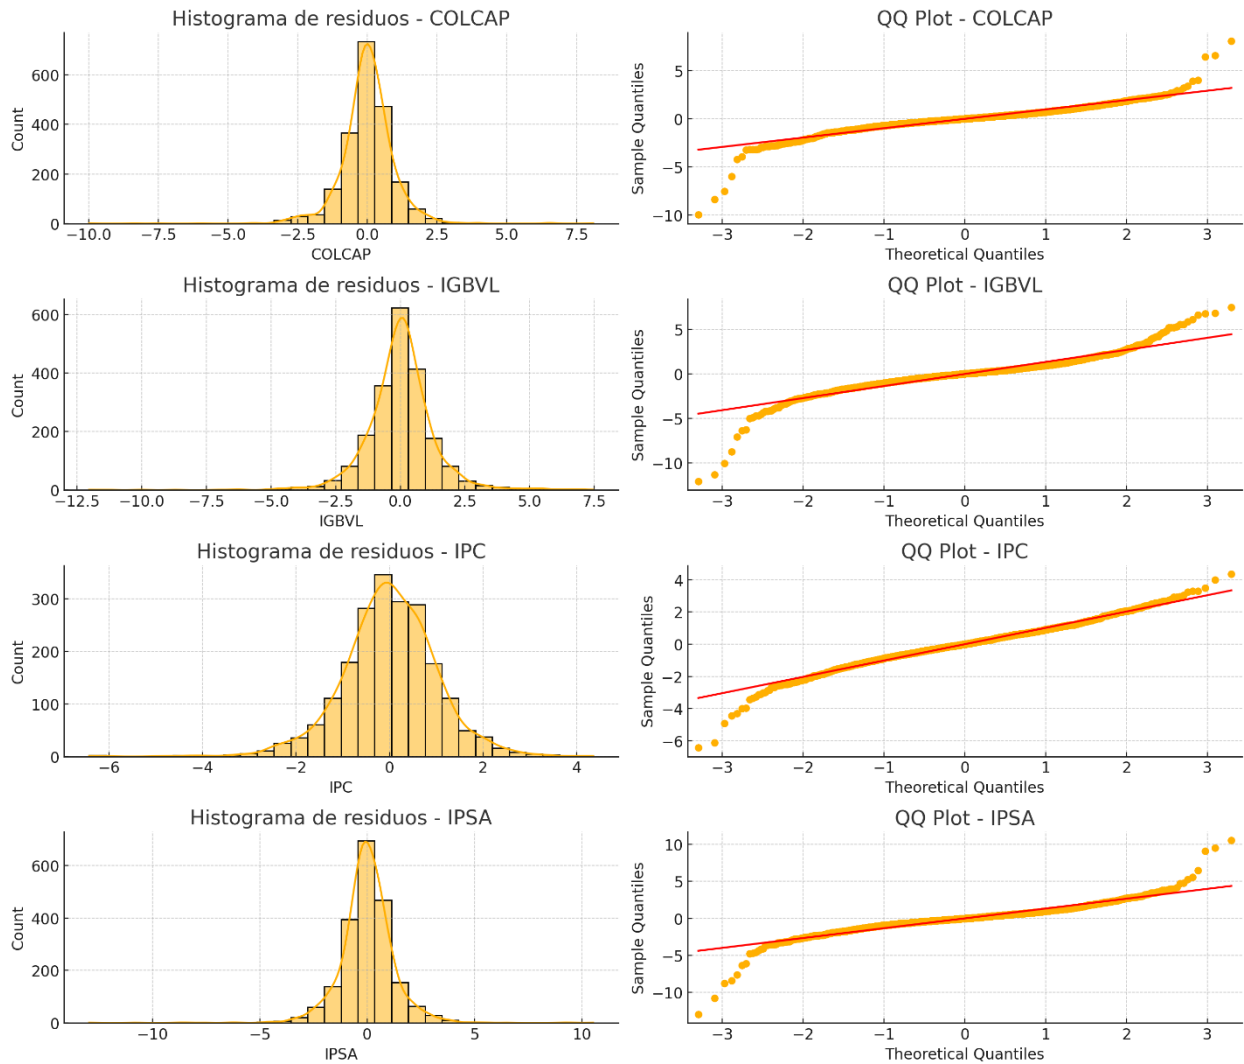 Histograma de residuos - COLCAP
600
400
200
0
Count
−10.0 −7.5 −5.0 −2.5 0.0 2.5 5.0 7.5
COLCAP
QQ Plot - COLCAP
5
0
−5
−10
Sample Quantiles
−3 −2 −1 0 1 2 3
Theoretical Quantiles
Histograma de residuos - IGBVL
600
400
200
0
Count
−12.5 −10.0 −7.5 −5.0 −2.5 0.0 2.5 5.0 7.5
IGBVL
QQ Plot - IGBVL
5
0
−5
−10
Sample Quantiles
−3 −2 −1 0 1 2 3
Theoretical Quantiles
Histograma de residuos - IPC
300
200
100
0
Count
−6 −4 −2 0 2 4
IPC
QQ Plot - IPC
4
2
0
−2
−4
−6
Sample Quantiles
−3 −2 −1 0 1 2 3
Theoretical Quantiles
Histograma de residuos - IPSA
600
400
200
0
Count
−10 −5 0 5 10
IPSA
QQ Plot - IPSA
10
5
0
−5
−10
Sample Quantiles
−3 −2 −1 0 1 2 3
Theoretical Quantiles